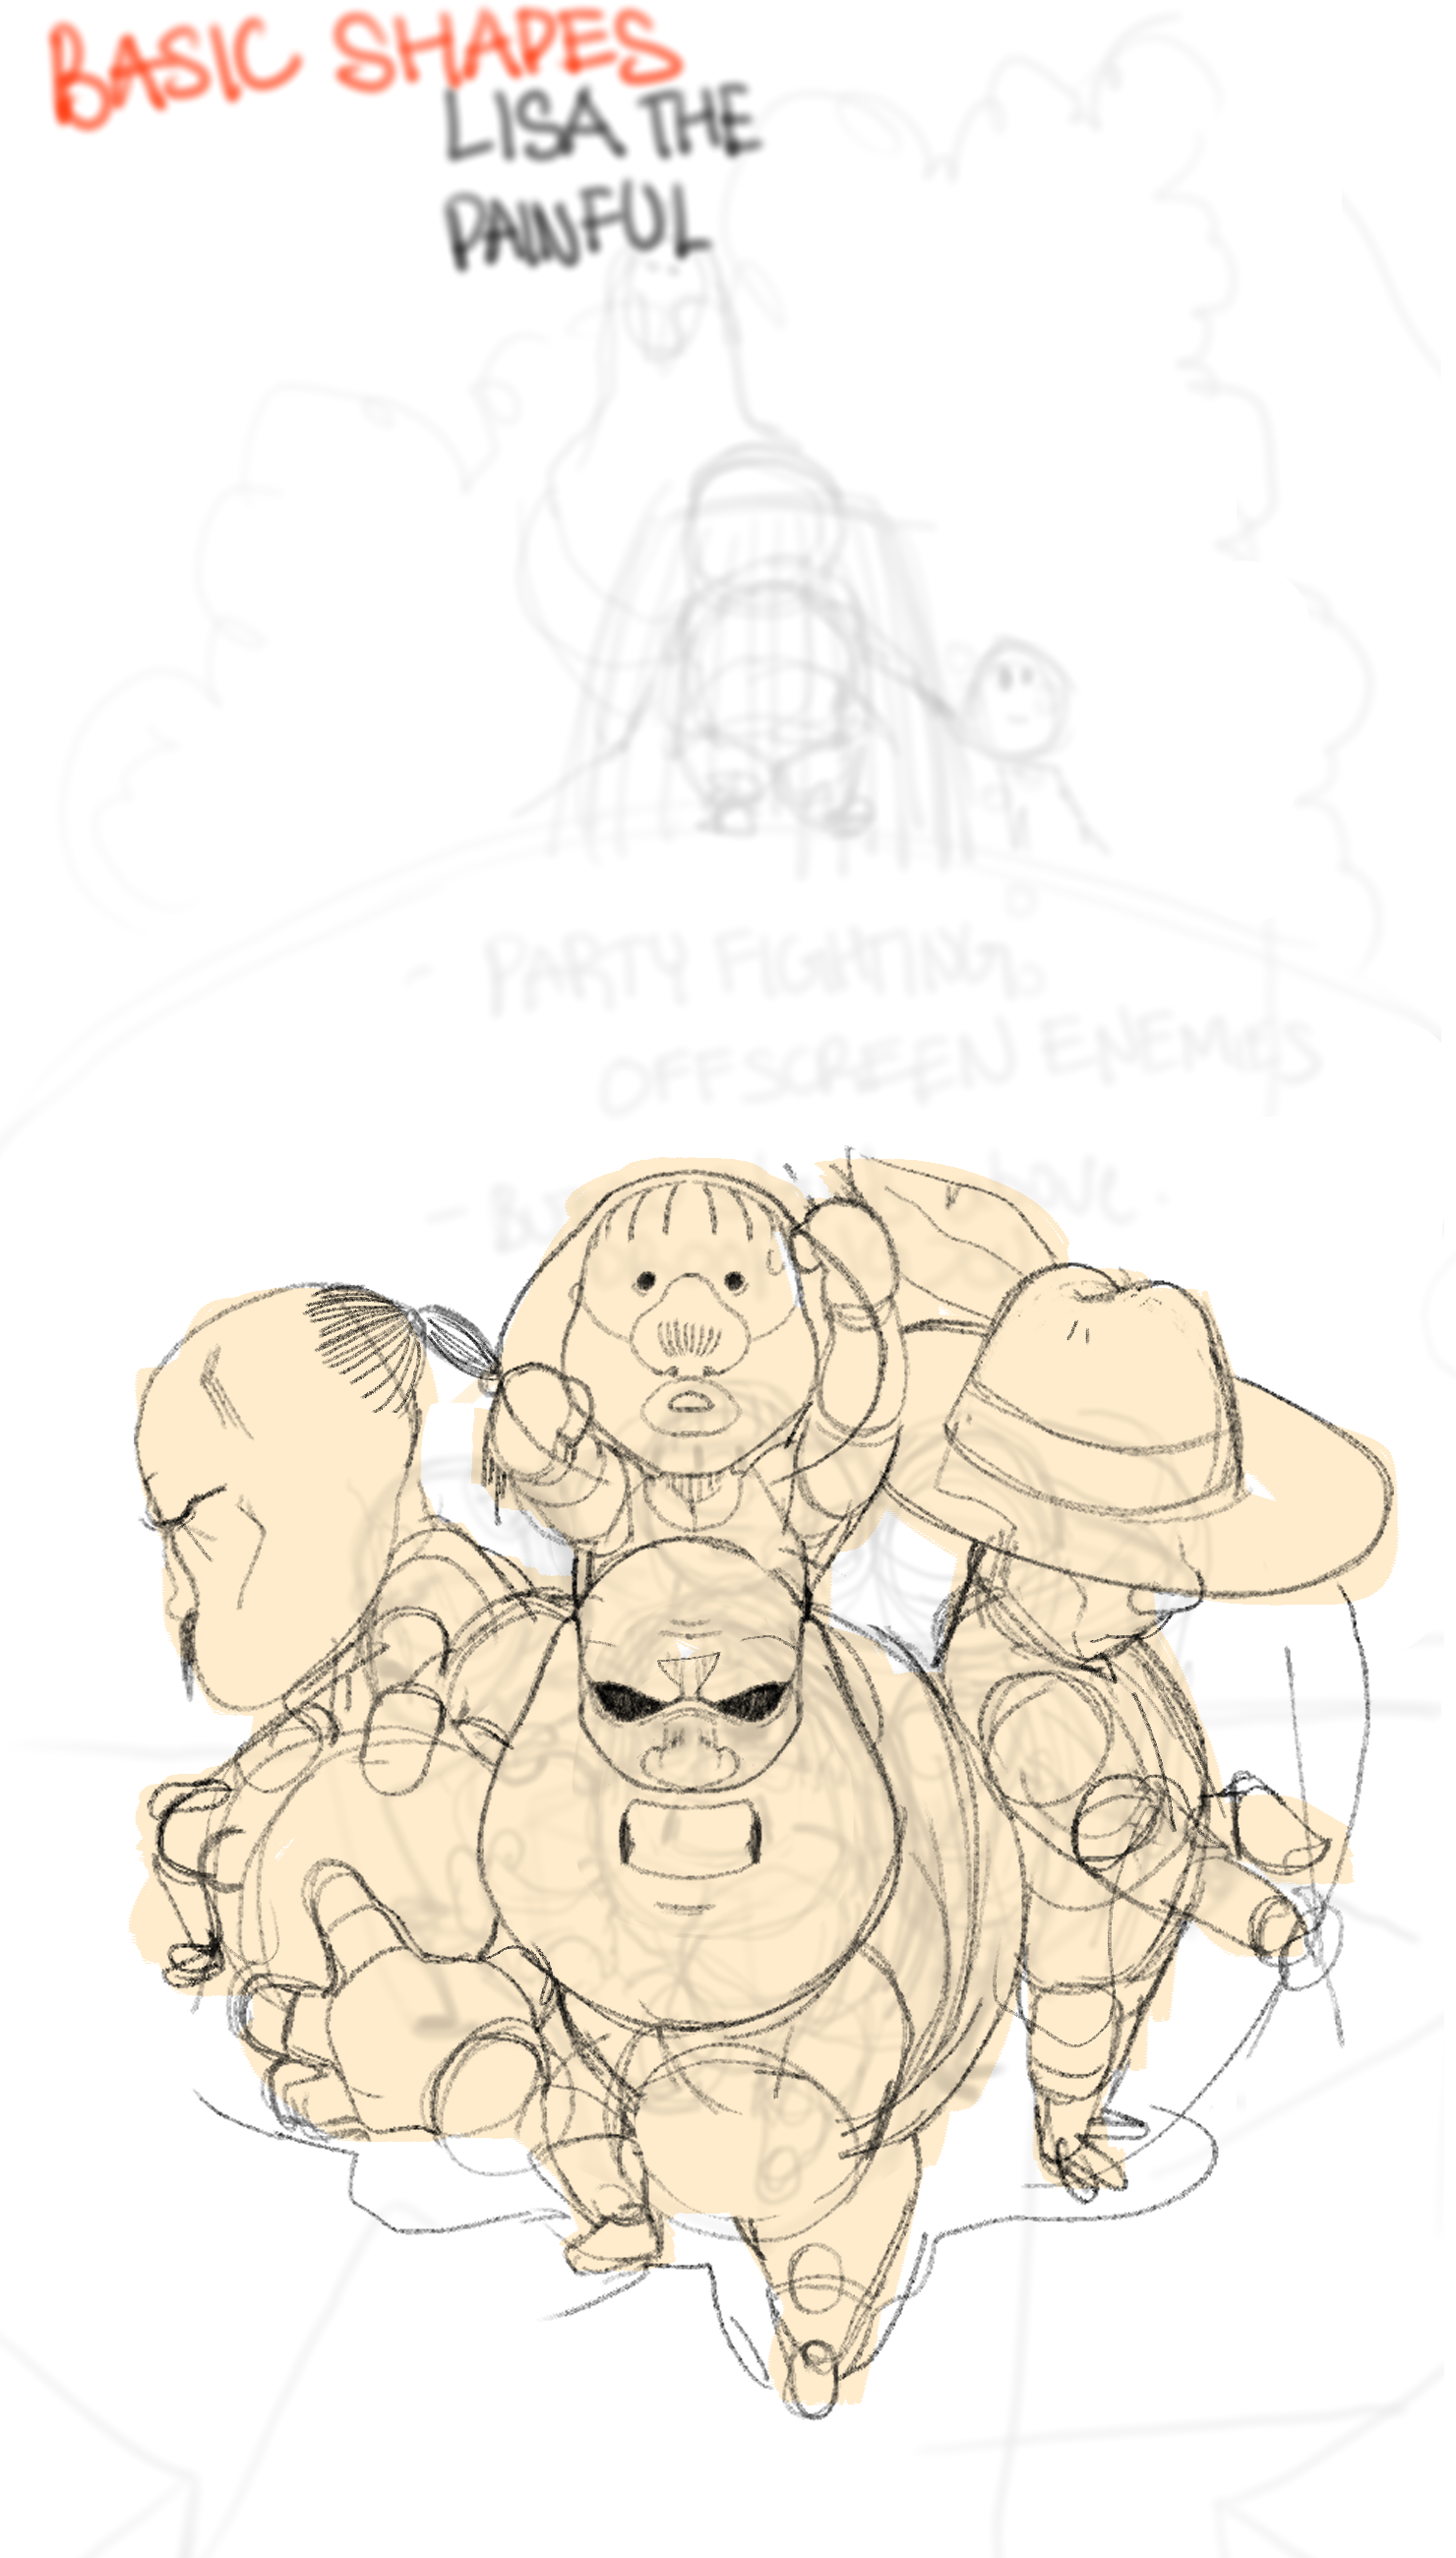 BASIC SHAPES
LISA THE
PAINFUL
- PARTY FIGHTING
OFFSCREEN ENEMIES
-